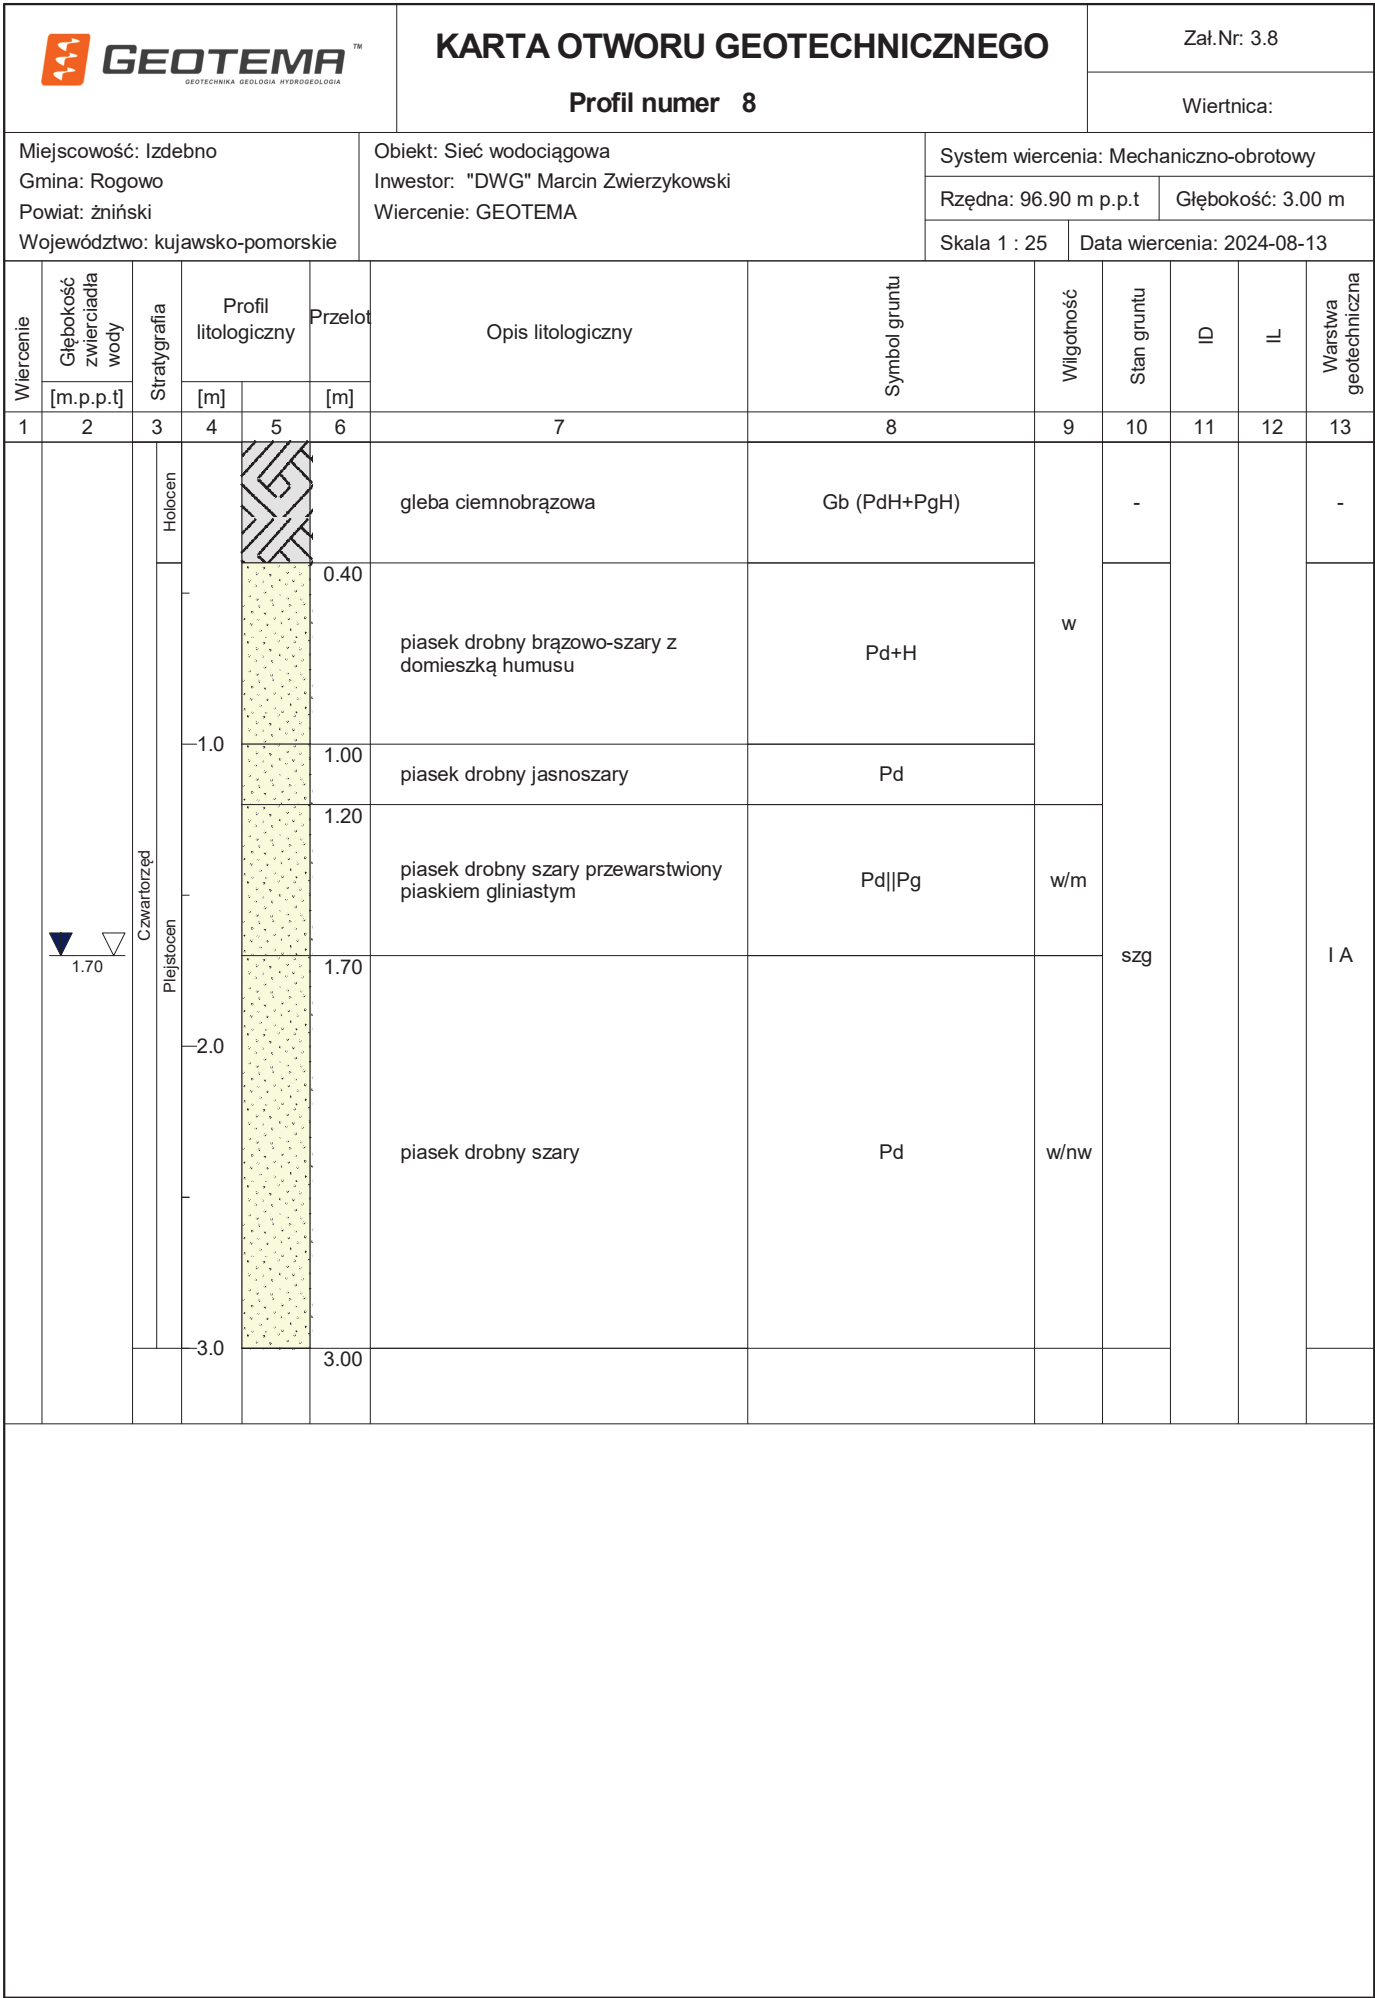 GEOTEMA™
GEOTECHNIKA GEOLOGIA HYDROGEOLOGIA
KARTA OTWORU GEOTECHNICZNEGO
Profil numer 8
Zał.Nr: 3.8
Wiertnica:
Miejscowość: Izdebno
Gmina: Rogowo
Powiat: żniński
Województwo: kujawsko-pomorskie
Obiekt: Sieć wodociągowa
Inwestor: "DWG" Marcin Zwierzykowski
Wiercenie: GEOTEMA
System wiercenia: Mechaniczno-obrotowy
Rzędna: 96.90 m p.p.t
Głębokość: 3.00 m
Skala 1 : 25
Data wiercenia: 2024-08-13
Wiercenie
Głębokość
zwierciadła
wody
[m.p.p.t]
Stratygrafia
Profil
litologiczny
[m]
Przelot
[m]
Opis litologiczny
Symbol gruntu
Wilgotność
Stan gruntu
ID
IL
Warstwa
geotechniczna
1 2 3 4 5 6 7 8 9 10 11 12 13
Holocen
gleba ciemnobrązowa
Gb (PdH+PgH)
-
-
0.40
piasek drobny brązowo-szary z
domieszką humusu
Pd+H
w
1.0
1.00
piasek drobny jasnoszary
Pd
1.20
piasek drobny szary przewarstwiony
piaskiem gliniastym
Pd||Pg
w/m
Czwartorzęd
Plejstocen
1.70
1.70
szg
I A
2.0
piasek drobny szary
Pd
w/nw
3.0
3.00